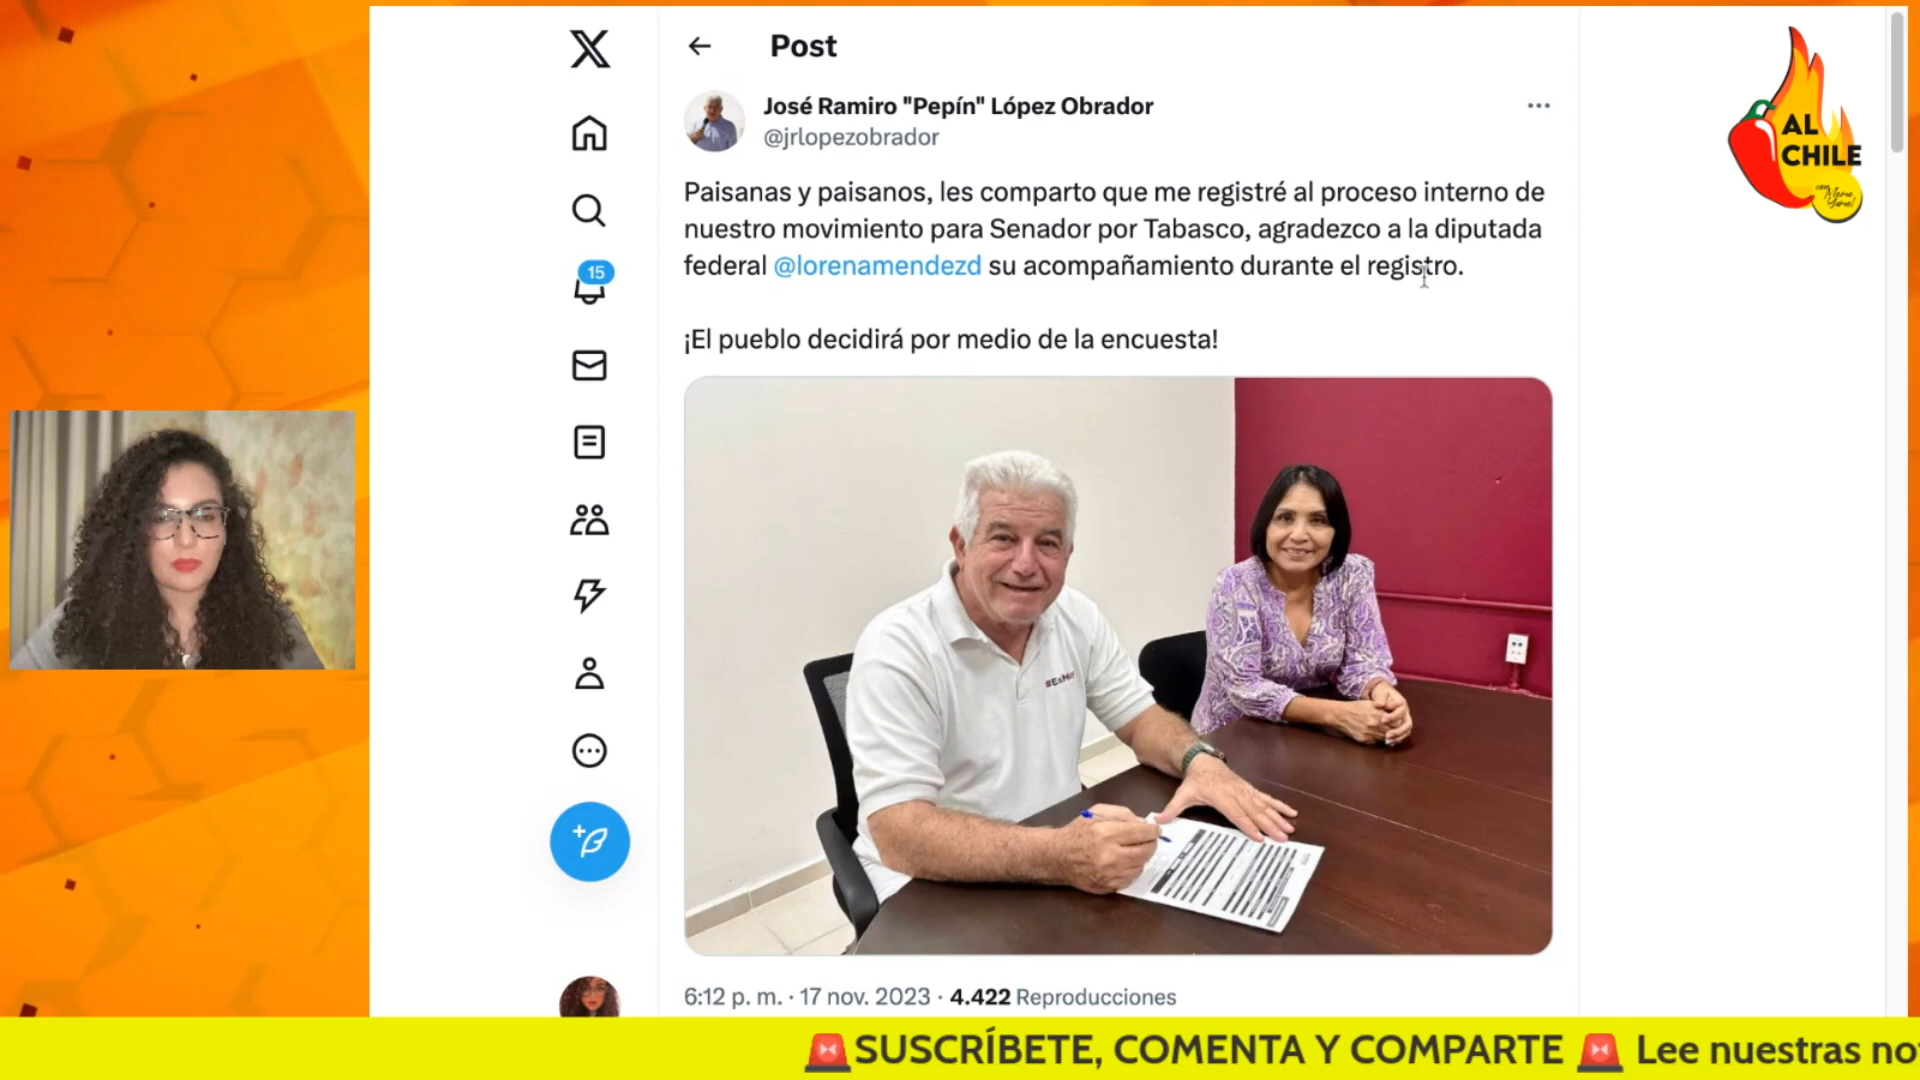 Post
José Ramiro "Pepín" López Obrador
@jrlopezobrador
Paisanas y paisanos, les comparto que me registré al proceso interno de
nuestro movimiento para Senador por Tabasco, agradezco a la diputada
federal @lorenamendezd su acompañamiento durante el registro.
¡El pueblo decidirá por medio de la encuesta!
15
6:12 p. m. · 17 nov. 2023 · 4.422 Reproducciones
AL
CHILE
SUSCRÍBETE, COMENTA Y COMPARTE Lee nuestras no